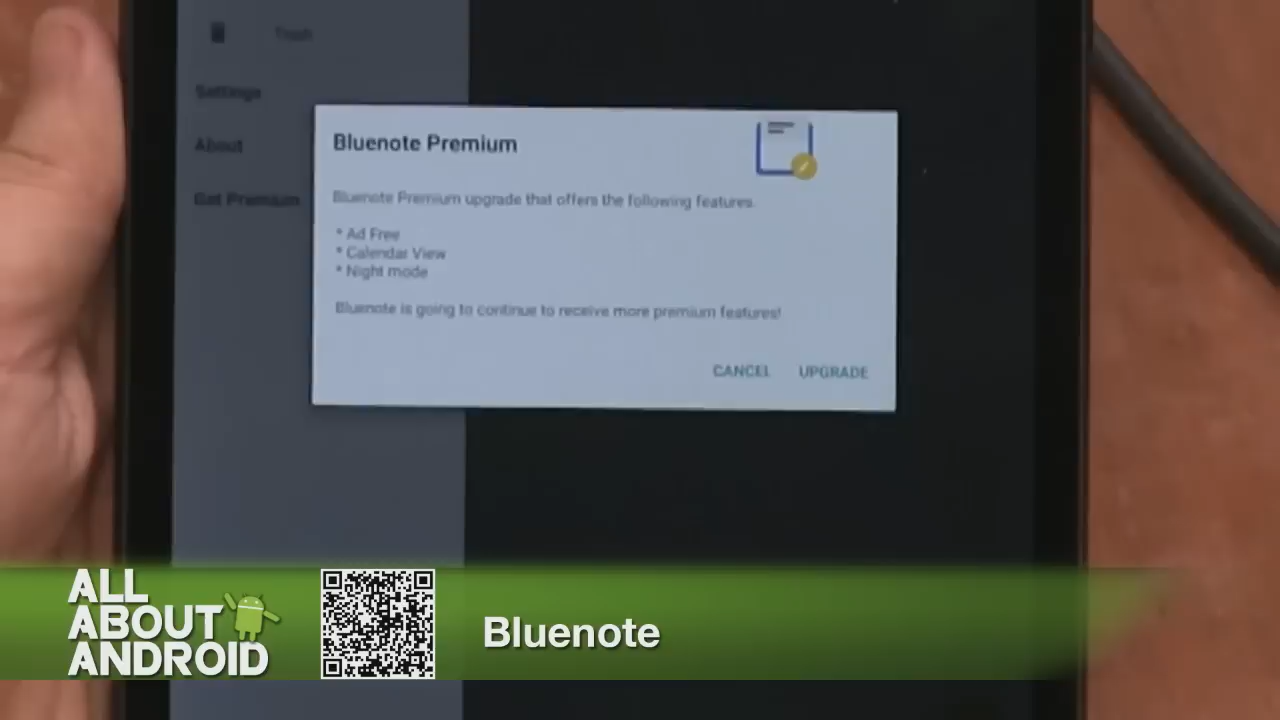 Trash
Settings
About
Get Premium
Bluenote Premium
Bluenote Premium upgrade that offers the following features.
* Ad Free
* Calendar View
* Night mode
Bluenote is going to continue to receive more premium features!
CANCEL UPGRADE
ALL
ABOUT
ANDROID
Bluenote